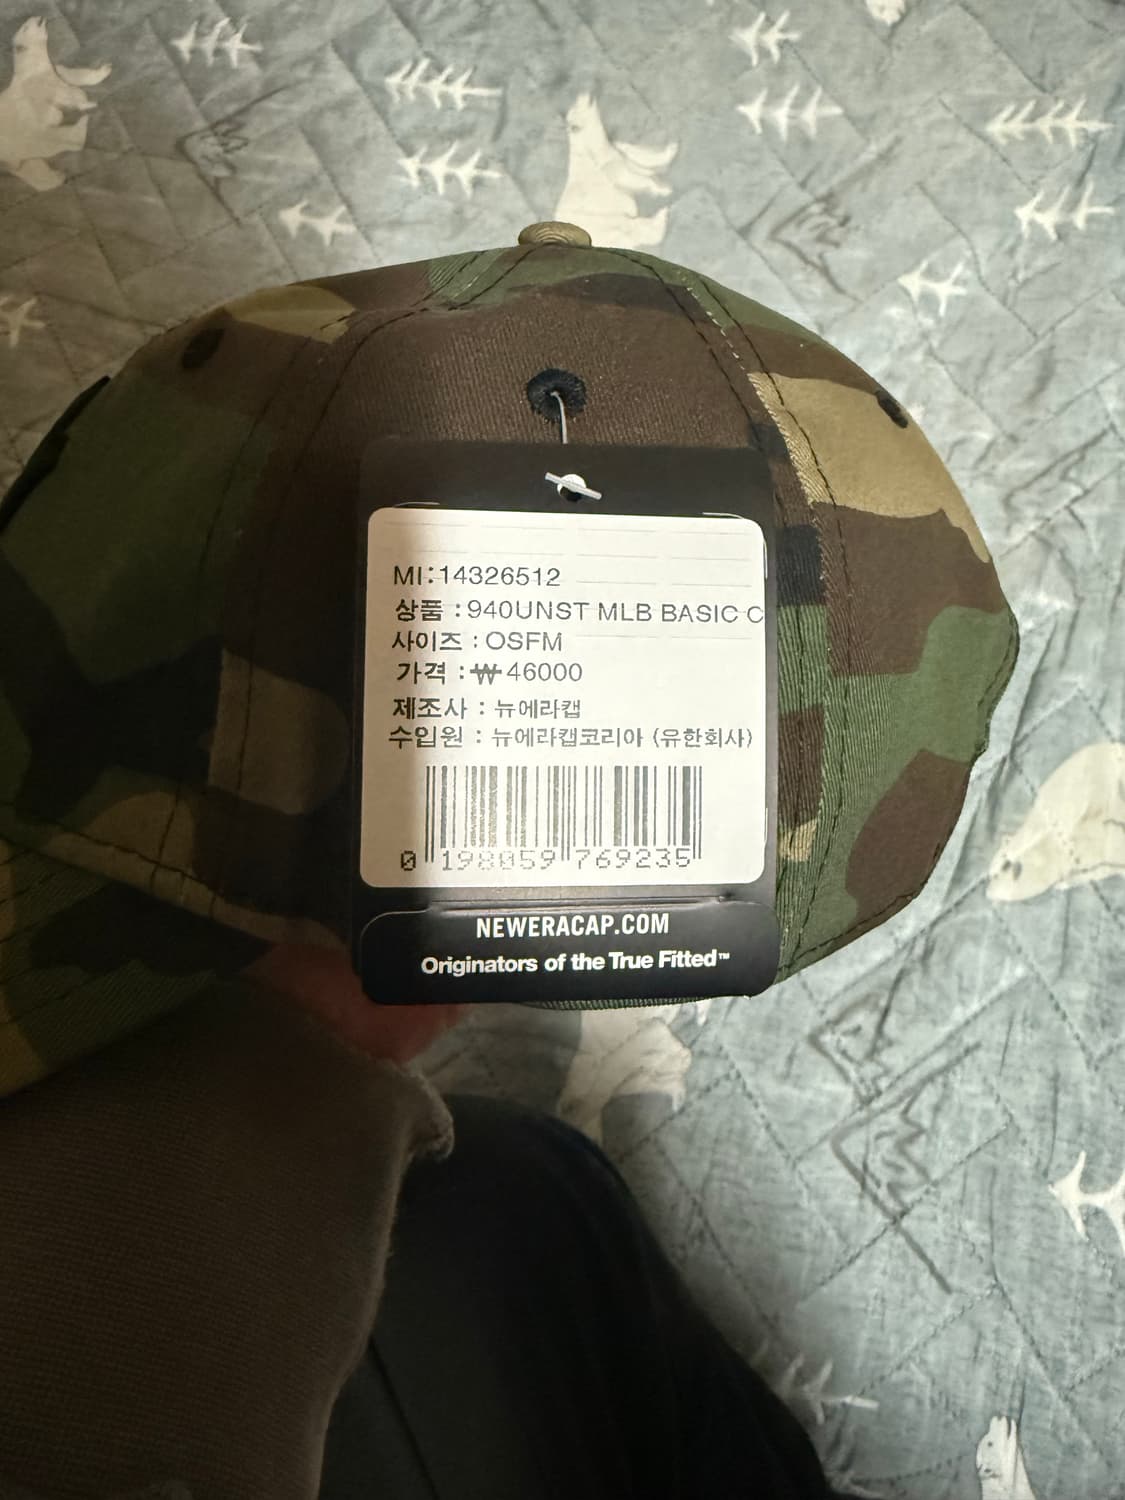 MI:14326512
상품 :940UNST MLB BASIC C
사이즈 : OSFM
가격 :₩46000
제조사 : 뉴에라캡
수입원 : 뉴에라캡코리아 (유한회사)
0 198059 769235
NEWERACAP.COM
Originators of the True Fitted™